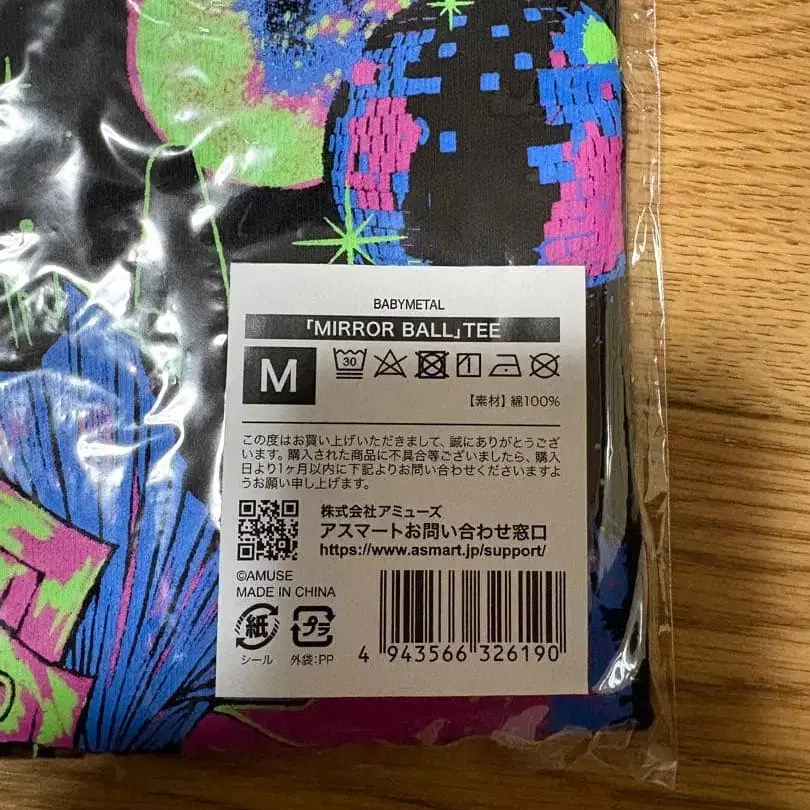 BABYMETAL
「MIRROR BALL」TEE
M
30
【素材】綿100%
この度はお買い上げいただきまして、誠にありがとうござ
います。購入された商品に不具合等ございましたら、購入
日より1ヶ月以内に下記よりお問い合わせくださいますよ
うお願い申し上げます。
株式会社アミューズ
アスマートお問い合わせ窓口
https://www.asmart.jp/support/
©AMUSE
MADE IN CHINA
紙
プラ
シール
外袋:PP
4 943566 326190